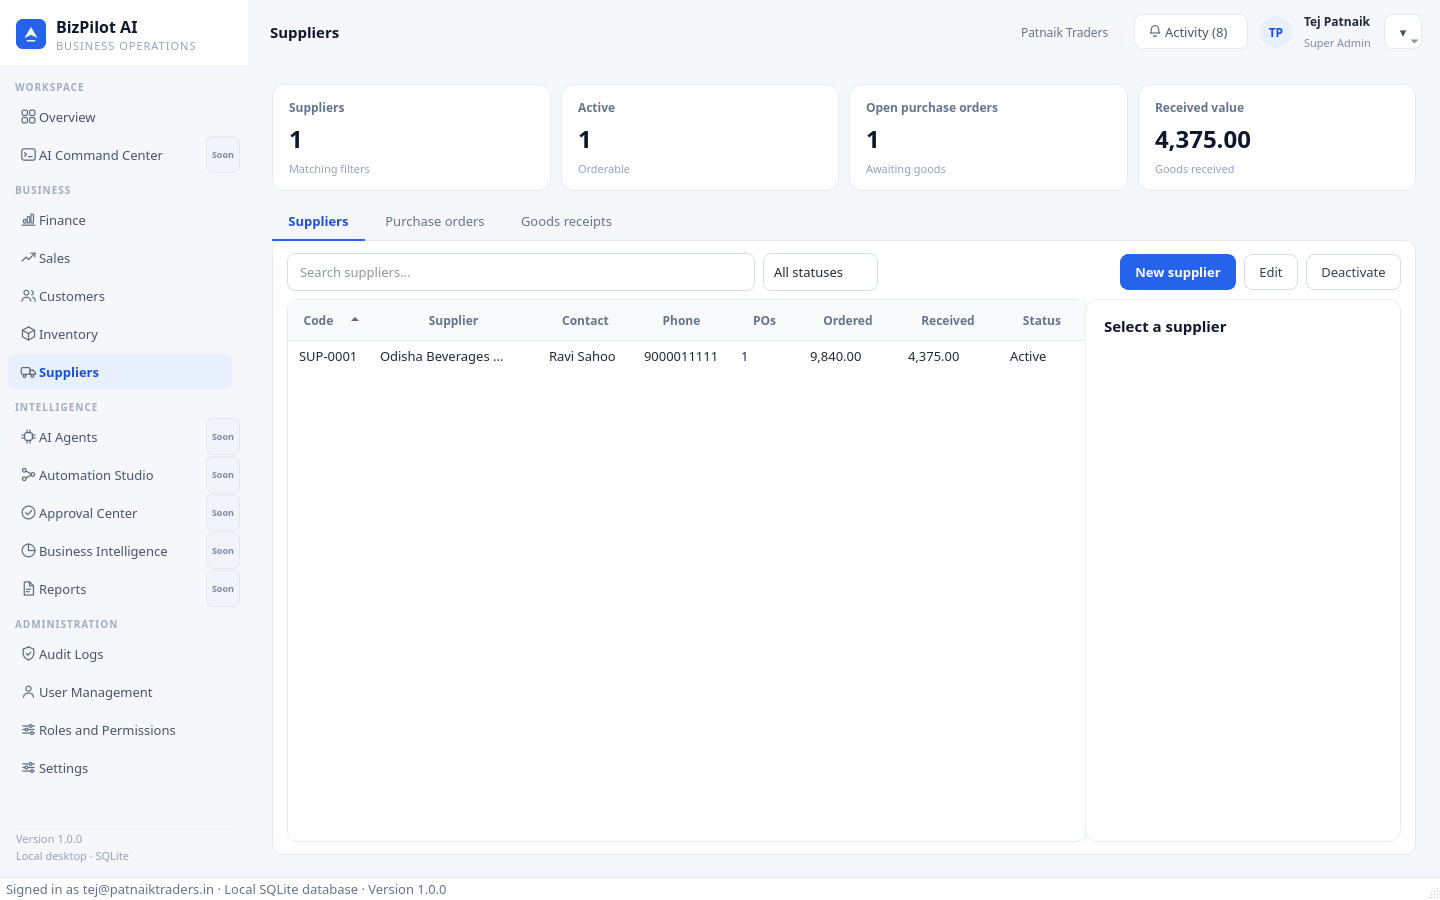 BizPilot AI
BUSINESS OPERATIONS
Suppliers
Patnaik Traders
Activity (8)
TP
Tej Patnaik
Super Admin
WORKSPACE
Overview
AI Command Center Soon
BUSINESS
Finance
Sales
Customers
Inventory
Suppliers
INTELLIGENCE
AI Agents Soon
Automation Studio Soon
Approval Center Soon
Business Intelligence Soon
Reports Soon
ADMINISTRATION
Audit Logs
User Management
Roles and Permissions
Settings
Version 1.0.0
Local desktop · SQLite
Suppliers
1
Matching filters
Active
1
Orderable
Open purchase orders
1
Awaiting goods
Received value
4,375.00
Goods received
Suppliers Purchase orders Goods receipts
Search suppliers... All statuses New supplier Edit Deactivate
Code Supplier Contact Phone POs Ordered Received Status
SUP-0001 Odisha Beverages ... Ravi Sahoo 9000011111 1 9,840.00 4,375.00 Active
Select a supplier
Signed in as tej@patnaiktraders.in · Local SQLite database · Version 1.0.0